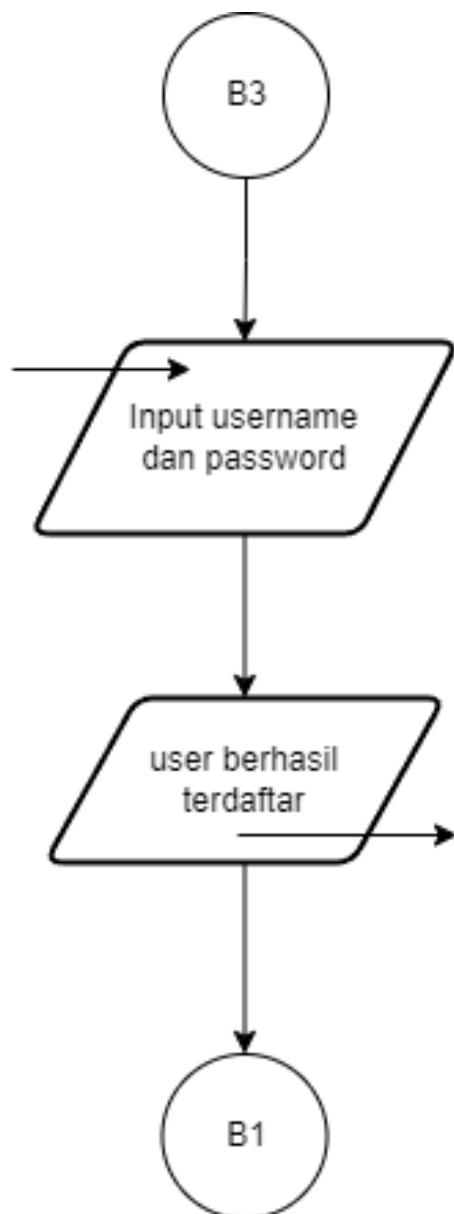 B3
Input username
dan password
user berhasil
terdaftar
B1